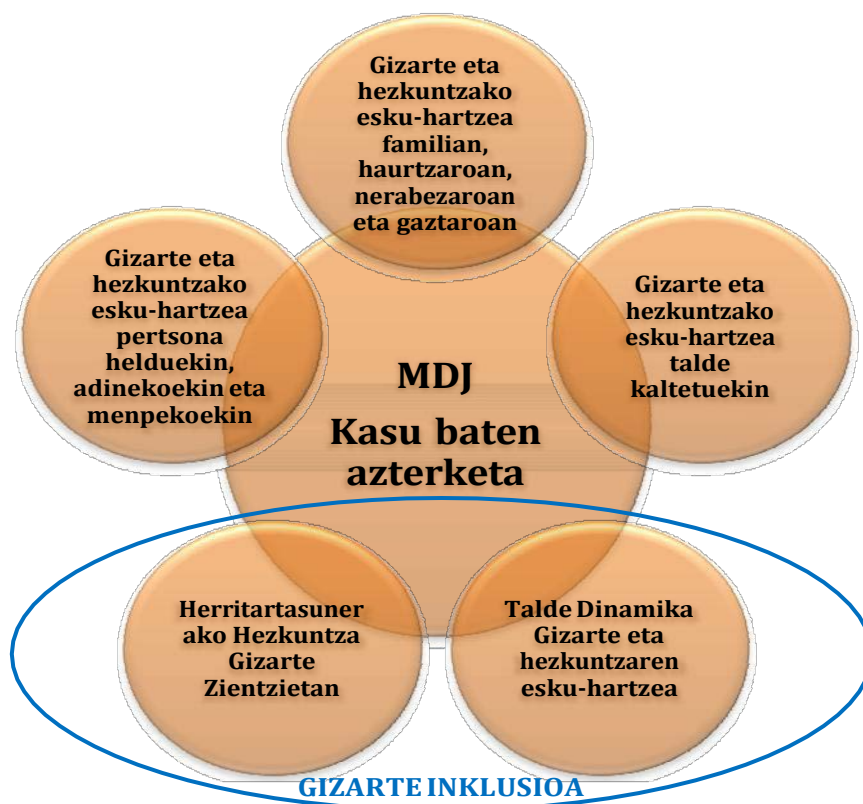 Gizarte eta
hezkuntzako
esku-hartzea
familian,
haurtzaroan,
nerabezaroan
eta gaztaroan
Gizarte eta
hezkuntzako
esku-hartzea
pertsona
helduekin,
adinekoekin eta
menpekoekin
Gizarte eta
hezkuntzako
esku-hartzea
talde
kaltetuekin
MDJ
Kasu baten
azterketa
Herritartasuner
ako Hezkuntza
Gizarte
Zientzietan
Talde Dinamika
Gizarte eta
hezkuntzaren
esku-hartzea
GIZARTE INKLUSIOA